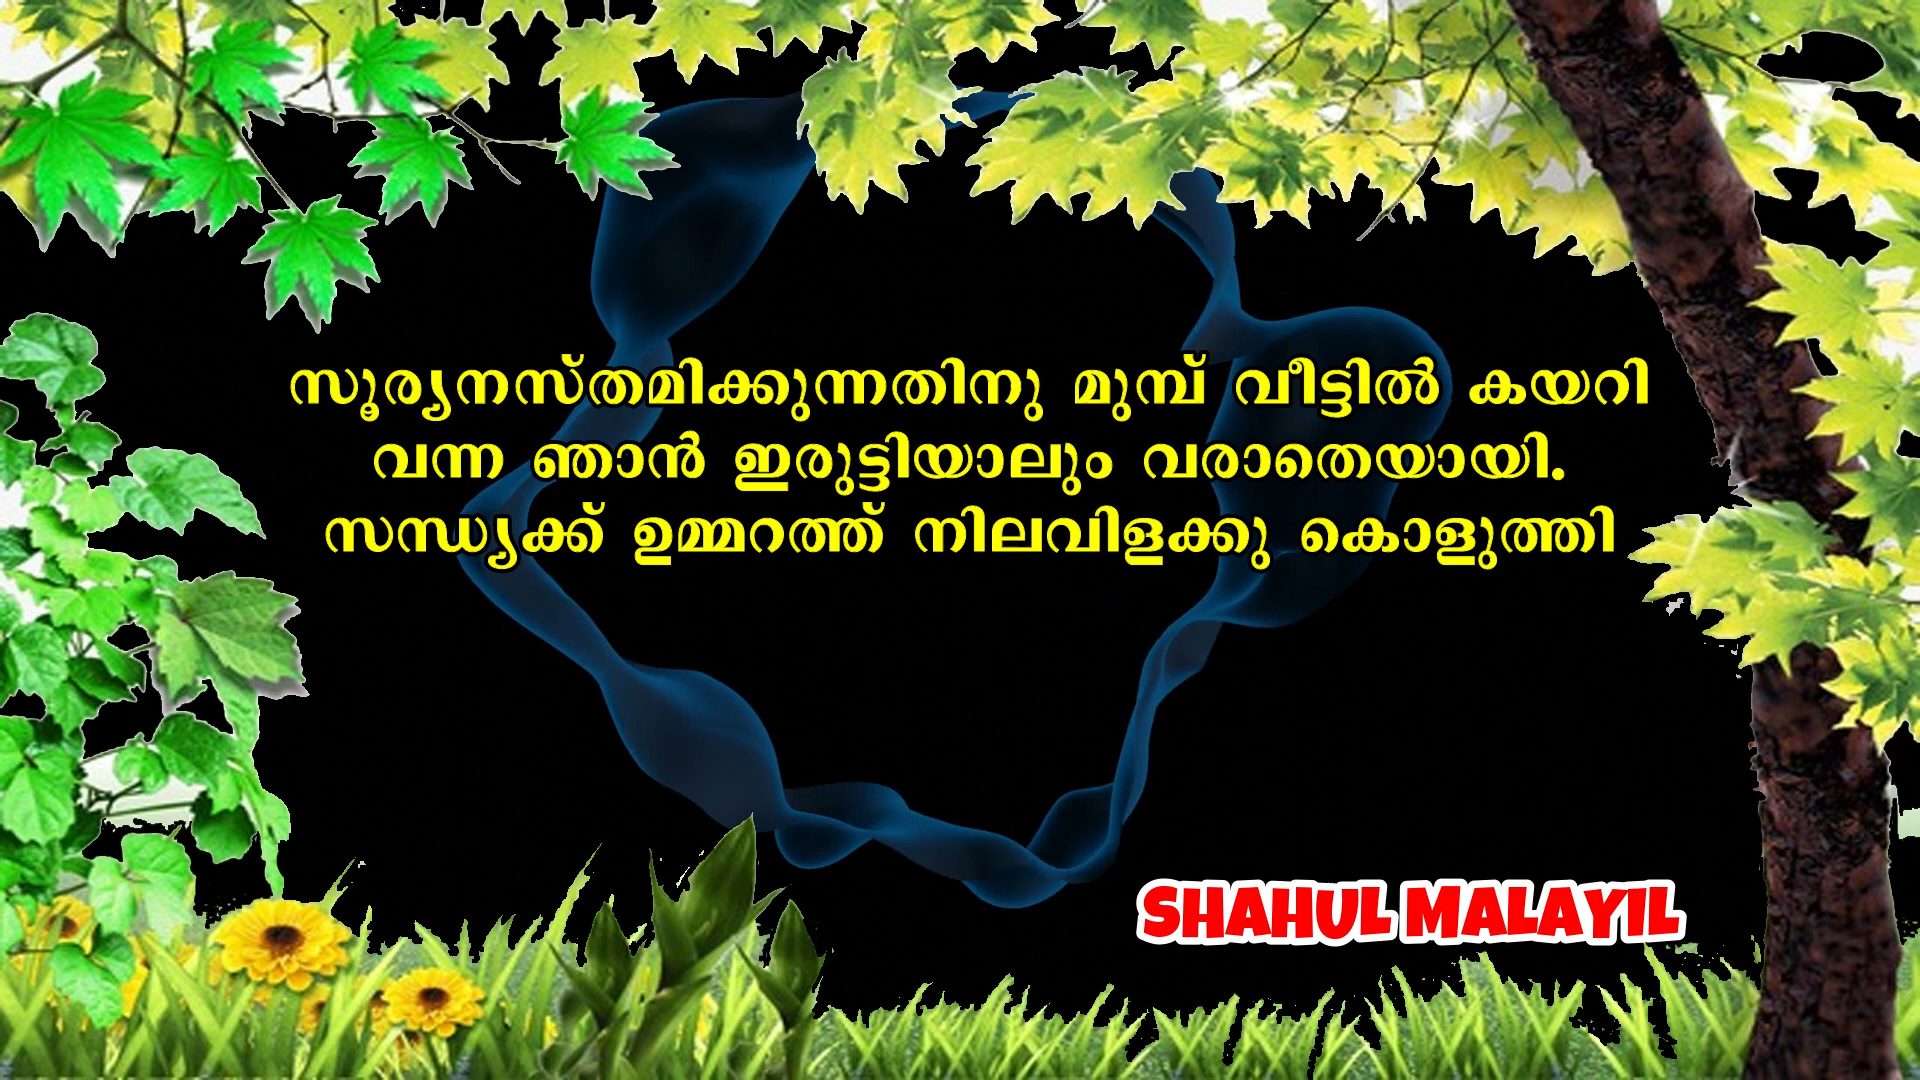 സൂര്യനസ്തമിക്കുന്നതിനു മുമ്പ് വീട്ടിൽ കയറി
വന്ന ഞാൻ ഇരുട്ടിയാലും വരാതെയായി.
സന്ധ്യക്ക് ഉമ്മറത്ത് നിലവിളക്കു കൊളുത്തി
SHAHUL MALAYIL